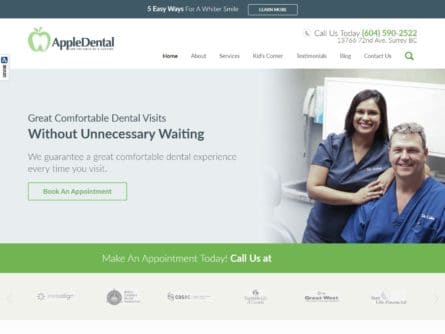 5 Easy Ways For A Whiter Smile LEARN MORE
AppleDental
Call Us Today (604) 590-2522
13766 72nd Ave, Surrey BC
Home About Services Kid's Corner Testimonials Blog Contact Us
Great Comfortable Dental Visits
Without Unnecessary Waiting
We guarantee a great comfortable dental experience
every time you visit.
Book An Appointment
Make An Appointment Today! Call Us at
invisalign
CDSPI
Great-West
Sun
Life Financial